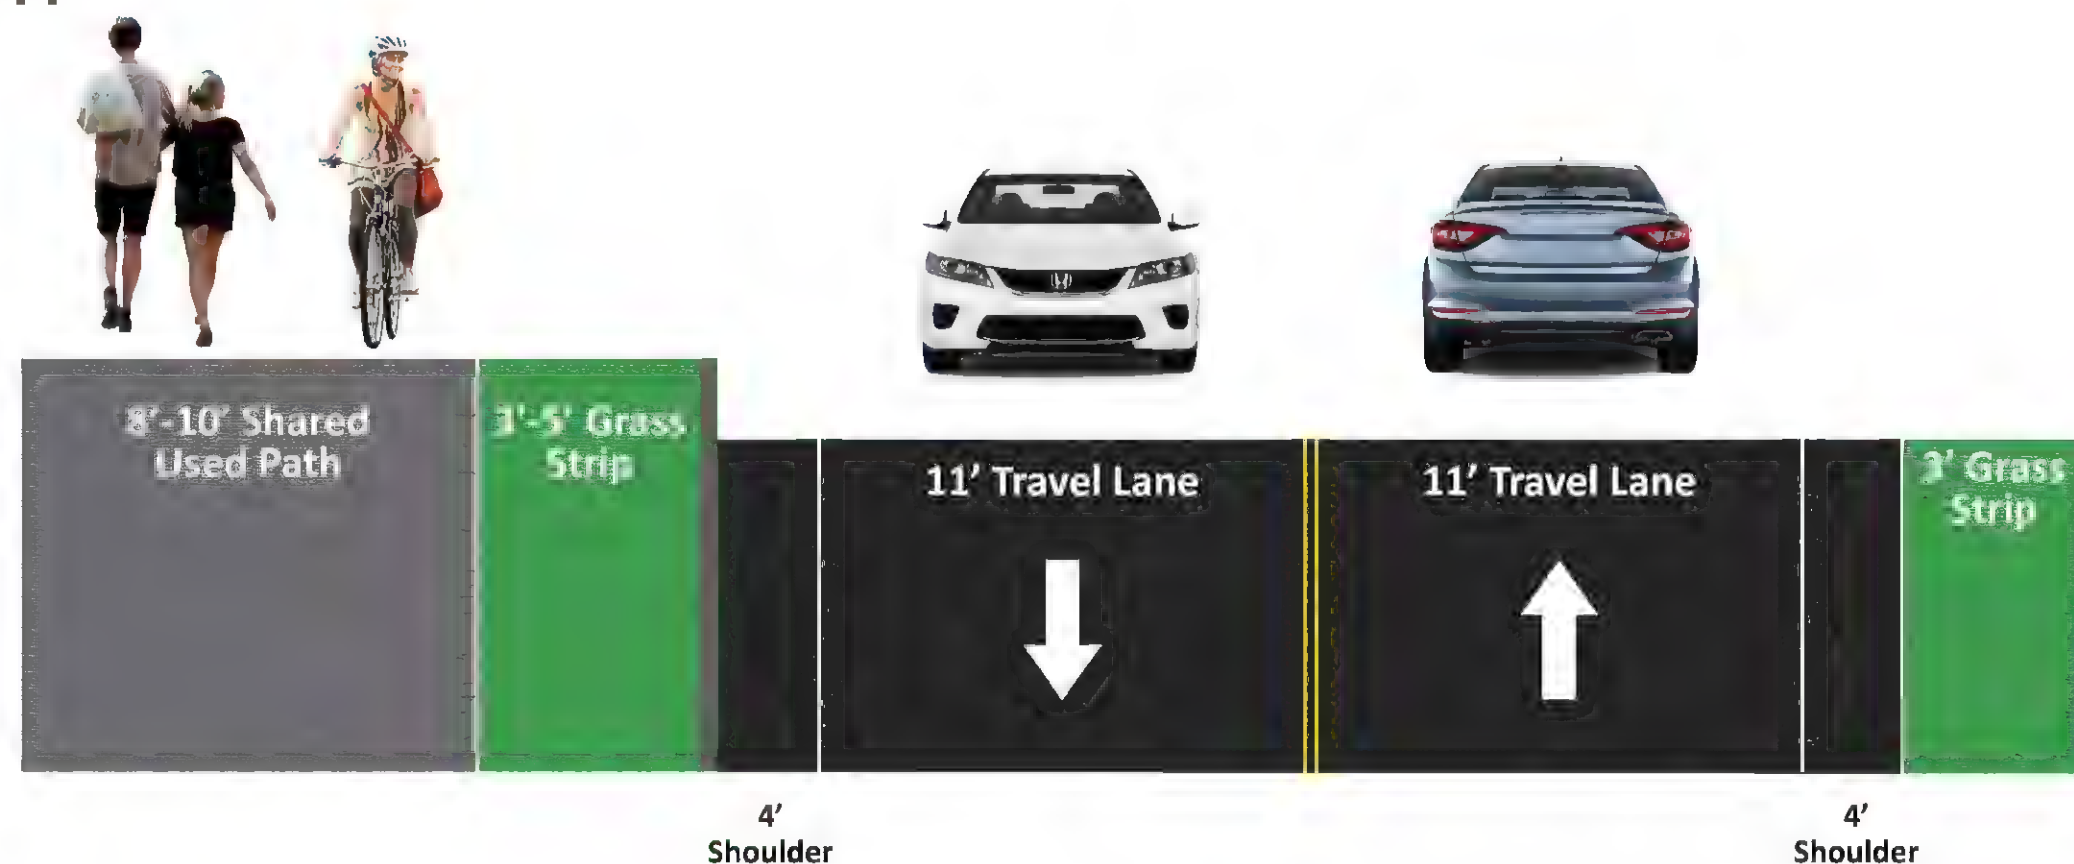 8'-10' Shared
Used Path
3'-5' Grass
Strip
11' Travel Lane
11' Travel Lane
3' Grass
Strip
4'
Shoulder
4'
Shoulder